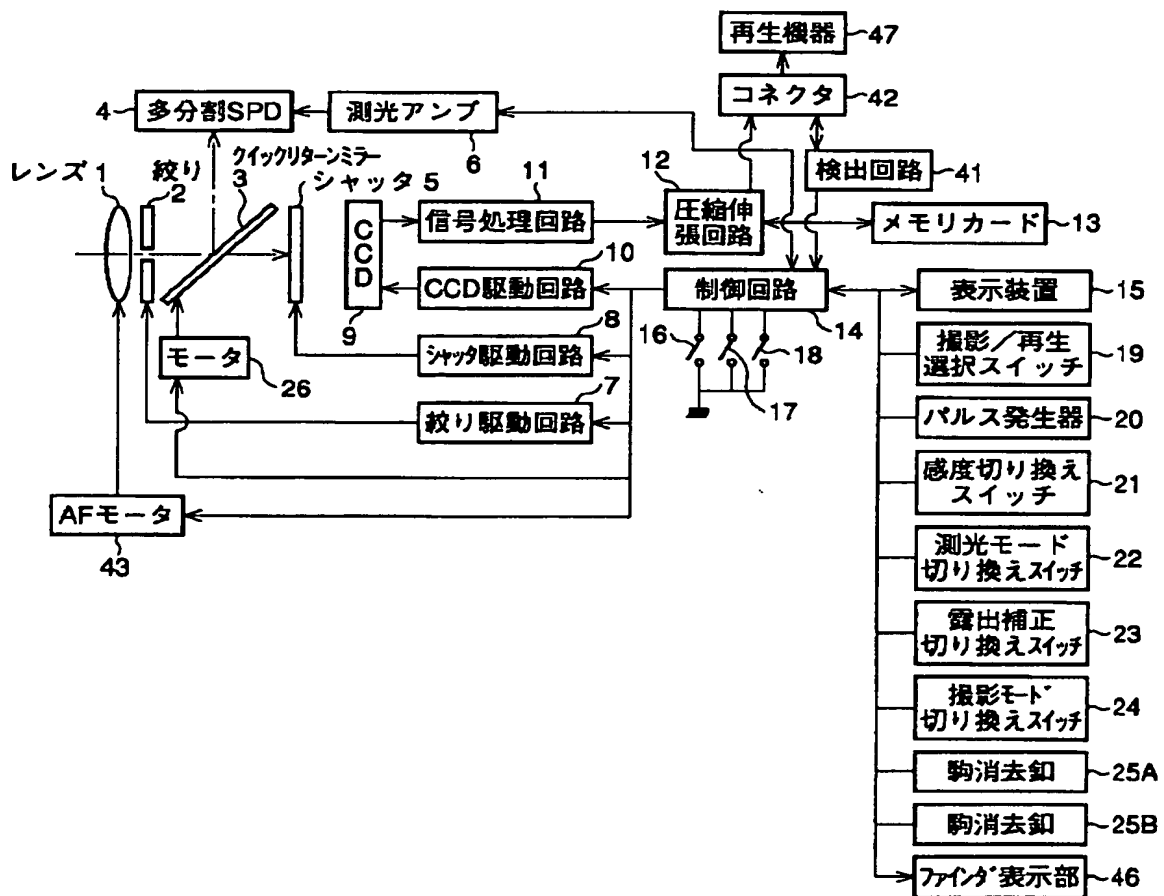 再生機器
47
コネクタ
42
4
多分割SPD
測光アンプ
6
検出回路
41
レンズ1
絞り
2
クイックリターンミラー
3
シャッタ5
CCD
9
11
信号処理回路
12
圧縮伸
張回路
メモリカード
13
10
CCD駆動回路
制御回路
14
表示装置
15
8
シャッタ駆動回路
16
17
18
撮影/再生
選択スイッチ
19
モータ
26
7
絞り駆動回路
パルス発生器
20
感度切り換え
スイッチ
21
AFモータ
43
測光モード
切り換えスイッチ
22
露出補正
切り換えスイッチ
23
撮影モード
切り換えスイッチ
24
駒消去釦
25A
駒消去釦
25B
ファインダ表示部
46